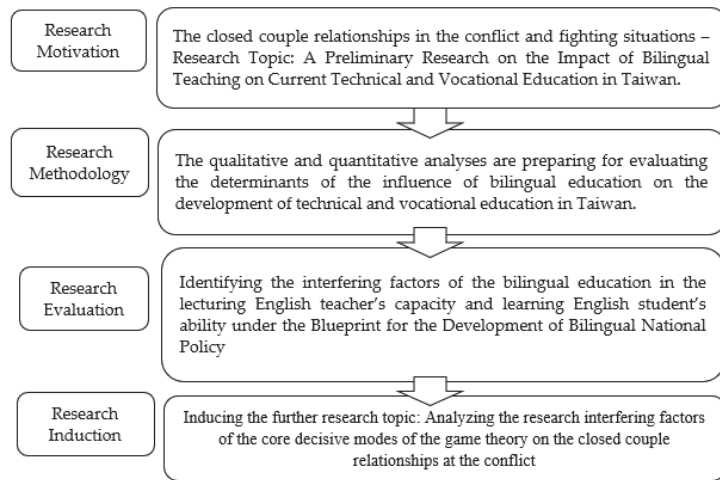 Research
Motivation
The closed couple relationships in the conflict and fighting situations –
Research Topic: A Preliminary Research on the Impact of Bilingual
Teaching on Current Technical and Vocational Education in Taiwan.
Research
Methodology
The qualitative and quantitative analyses are preparing for evaluating
the determinants of the influence of bilingual education on the
development of technical and vocational education in Taiwan.
Research
Evaluation
Identifying the interfering factors of the bilingual education in the
lecturing English teacher's capacity and learning English student's
ability under the Blueprint for the Development of Bilingual National
Policy
Research
Induction
Inducing the further research topic: Analyzing the research interfering factors
of the core decisive modes of the game theory on the closed couple
relationships at the conflict